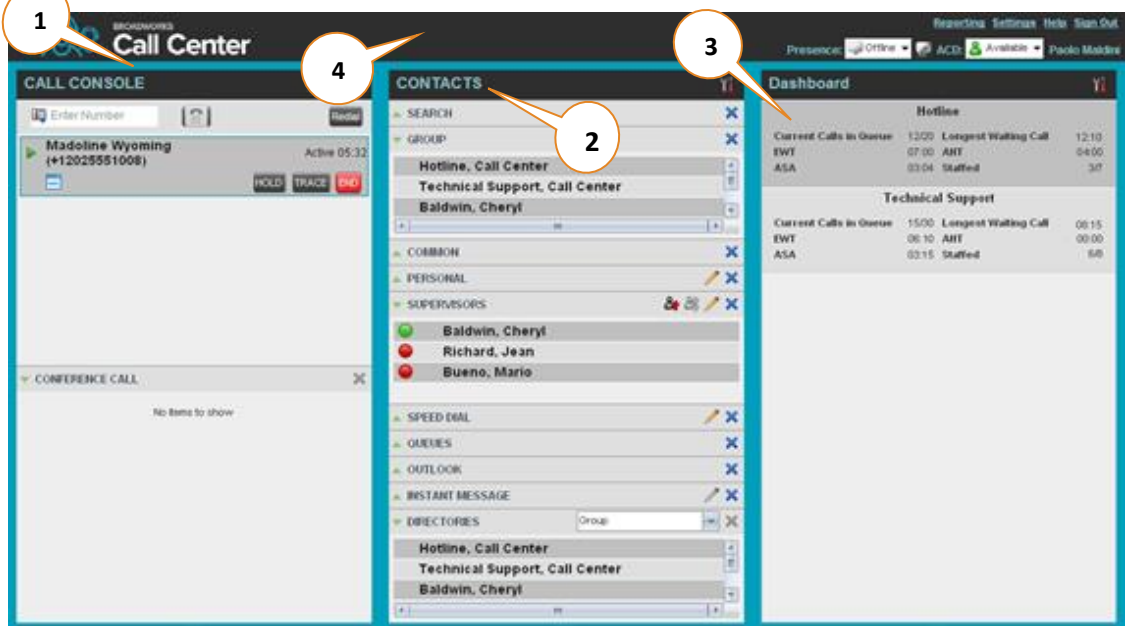 1
BROADWORKS
Call Center
4
3
Reporting Settings Help Sign Out
Presence: Offline ACD: Available Paolo Maldini
CALL CONSOLE
Enter Number
Redial
Madoline Wyoming
(+12025551008)
Active 05:32
HOLD TRACE END
CONFERENCE CALL
No items to show
CONTACTS
2
SEARCH
GROUP
Hotline, Call Center
Technical Support, Call Center
Baldwin, Cheryl
COMMON
PERSONAL
SUPERVISORS
Baldwin, Cheryl
Richard, Jean
Bueno, Mario
SPEED DIAL
QUEUES
OUTLOOK
INSTANT MESSAGE
DIRECTORIES Group
Hotline, Call Center
Technical Support, Call Center
Baldwin, Cheryl
Dashboard
Hotline
Current Calls in Queue 12/20 Longest Waiting Call 12:10
EWT 07:00 AHT 04:00
ASA 03:04 Staffed 3/7
Technical Support
Current Calls in Queue 15/30 Longest Waiting Call 08:15
EWT 06:10 AHT 00:00
ASA 03:15 Staffed 6/8